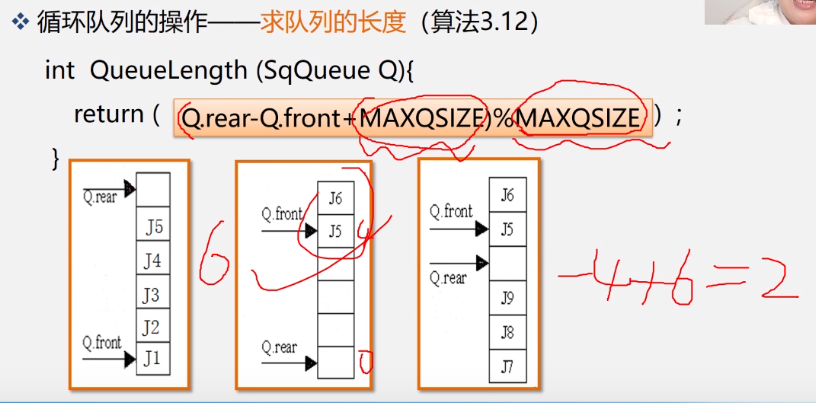 ❖ 循环队列的操作——求队列的长度（算法3.12）
int QueueLength (SqQueue Q){
return ( (Q.rear-Q.front+MAXQSIZE)%MAXQSIZE ) ;
}
Q.rear
J5
J4
J3
J2
Q.front
J1
6
J6
Q.front
J5
4
Q.rear
0
J6
Q.front
J5
Q.rear
J9
J8
J7
-4+6=2